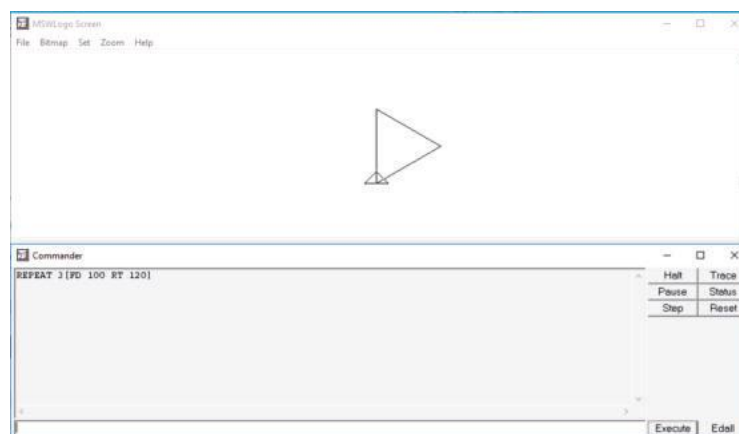 MSWLogo Screen
File Bitmap Set Zoom Help
Commander
REPEAT 3[FD 100 RT 120]
Halt Trace
Pause Status
Step Reset
Execute Edall